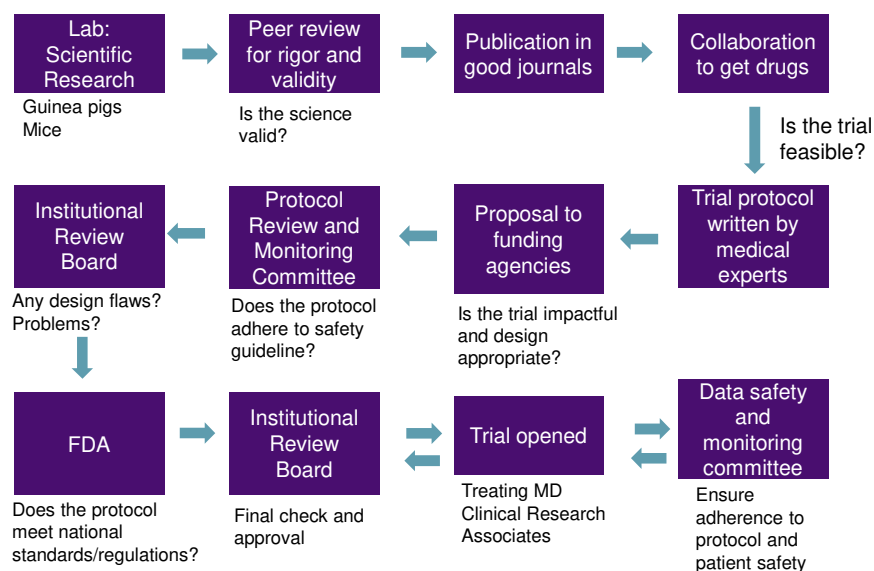 Lab:
Scientific
Research
Guinea pigs
Mice
Peer review
for rigor and
validity
Is the science
valid?
Publication in
good journals
Collaboration
to get drugs
Is the trial
feasible?
Trial protocol
written by
medical
experts
Proposal to
funding
agencies
Is the trial impactful
and design
appropriate?
Protocol
Review and
Monitoring
Committee
Does the protocol
adhere to safety
guideline?
Institutional
Review
Board
Any design flaws?
Problems?
FDA
Does the protocol
meet national
standards/regulations?
Institutional
Review
Board
Final check and
approval
Trial opened
Treating MD
Clinical Research
Associates
Data safety
and
monitoring
committee
Ensure
adherence to
protocol and
patient safety